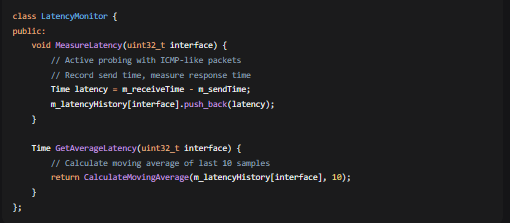 class LatencyMonitor {
public:
    void MeasureLatency(uint32_t interface) {
        // Active probing with ICMP-like packets
        // Record send time, measure response time
        Time latency = m_receiveTime - m_sendTime;
        m_latencyHistory[interface].push_back(latency);
    }

    Time GetAverageLatency(uint32_t interface) {
        // Calculate moving average of last 10 samples
        return CalculateMovingAverage(m_latencyHistory[interface], 10);
    }
};